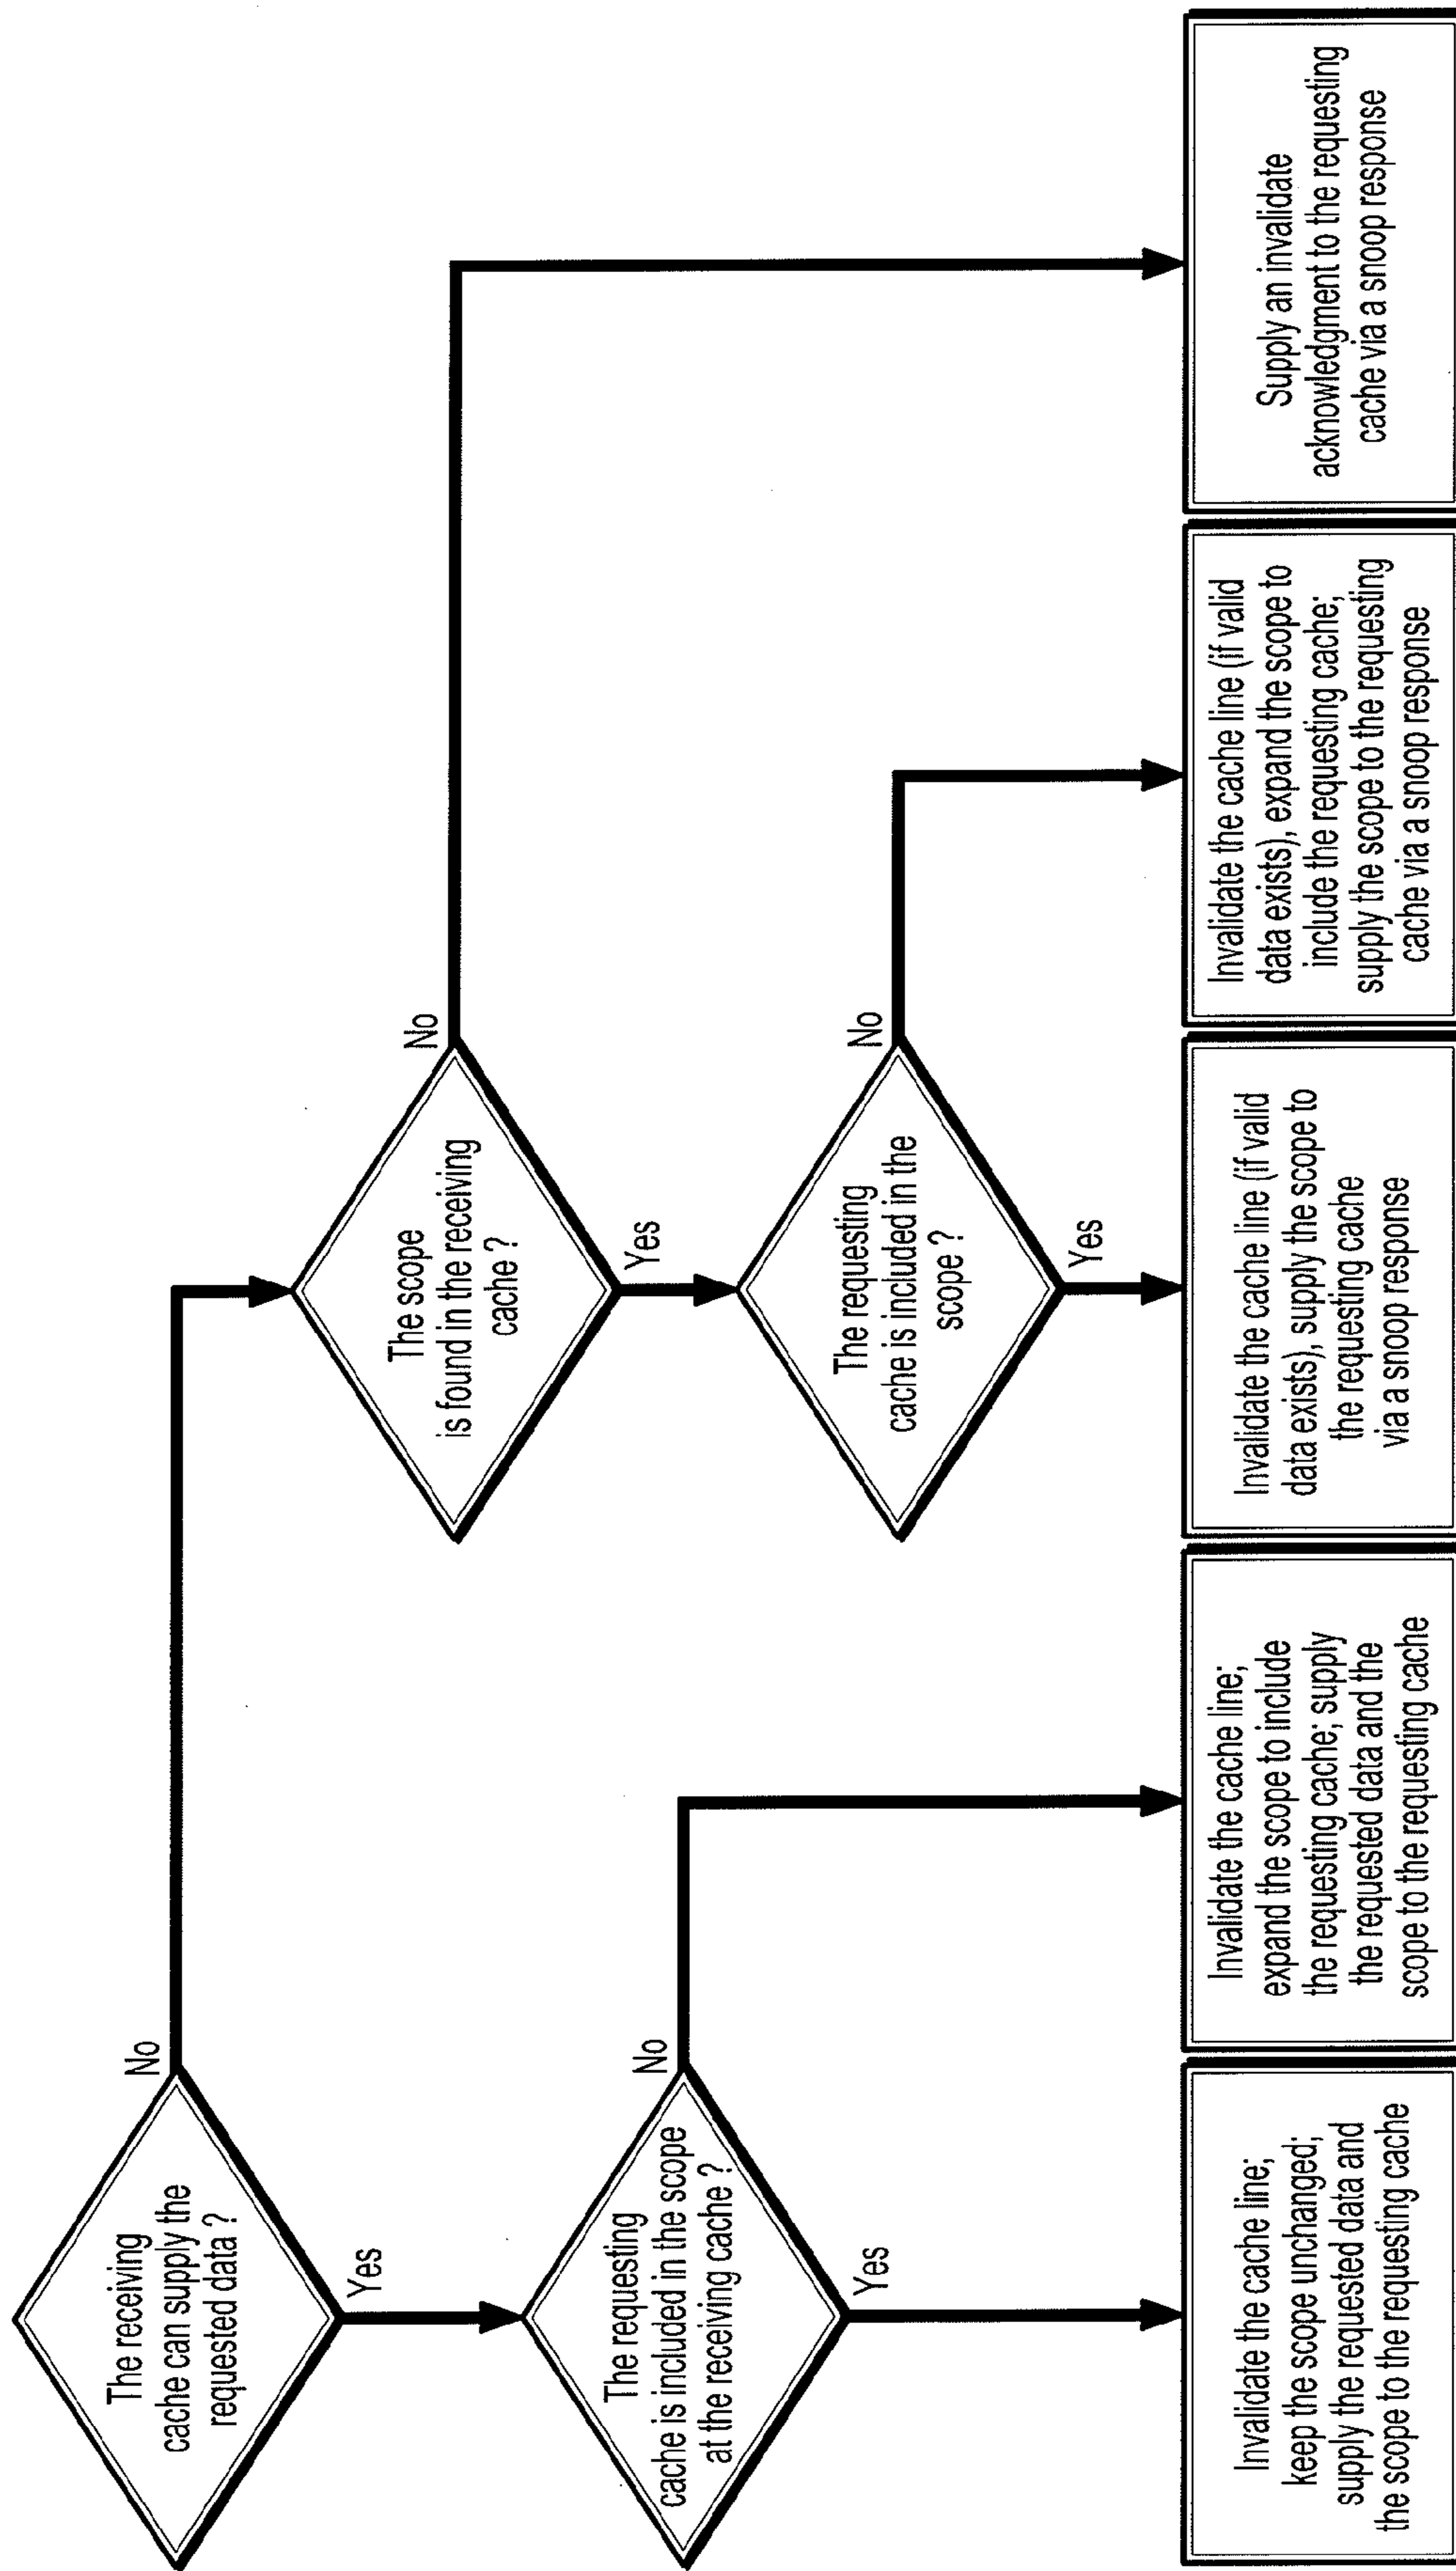 The receiving
cache can supply the
requested data ?
No
Yes
The requesting
cache is included in the scope
at the receiving cache ?
No
Yes
The scope
is found in the receiving
cache ?
No
Yes
The requesting
cache is included in the
scope ?
No
Yes
Invalidate the cache line;
keep the scope unchanged;
supply the requested data and
the scope to the requesting cache
Invalidate the cache line;
expand the scope to include
the requesting cache; supply
the requested data and the
scope to the requesting cache
Invalidate the cache line (if valid
data exists), supply the scope to
the requesting cache
via a snoop response
Invalidate the cache line (if valid
data exists), expand the scope to
include the requesting cache;
supply the scope to the requesting
cache via a snoop response
Supply an invalidate
acknowledgment to the requesting
cache via a snoop response